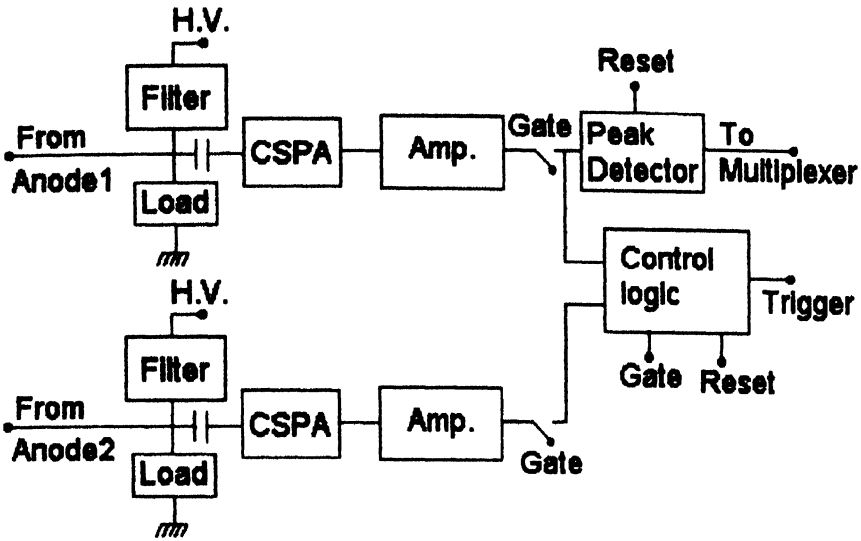 H.V.
Filter
From
Anode1
Load
CSPA
Amp.
Gate
Reset
Peak
Detector
To
Multiplexer
Control
logic
Trigger
Gate
Reset
H.V.
Filter
From
Anode2
Load
CSPA
Amp.
Gate